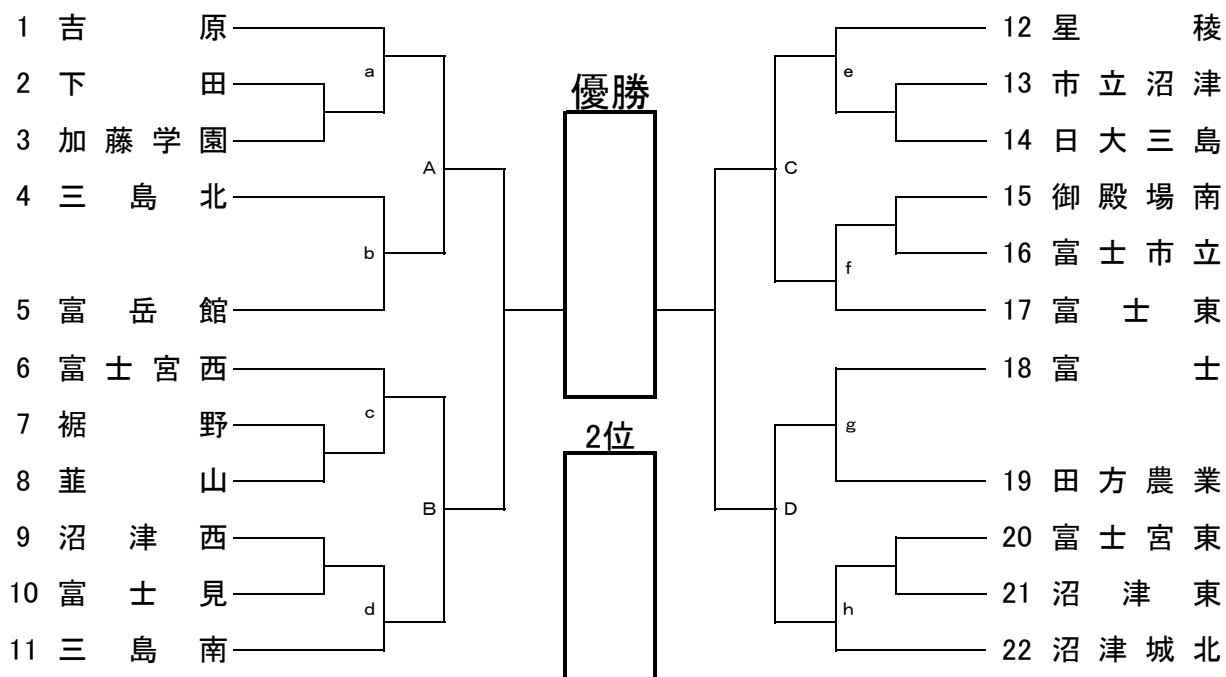 1 吉原
2 下田
3 加藤学園
4 三島北
5 富岳館
6 富士宮西
7 裾野
8 韮山
9 沼津西
10 富士見
11 三島南
a
b
c
d
A
B
優勝
2位
C
D
e
f
g
h
12 星稜
13 市立沼津
14 日大三島
15 御殿場南
16 富士市立
17 富士東
18 富士
19 田方農業
20 富士宮東
21 沼津東
22 沼津城北